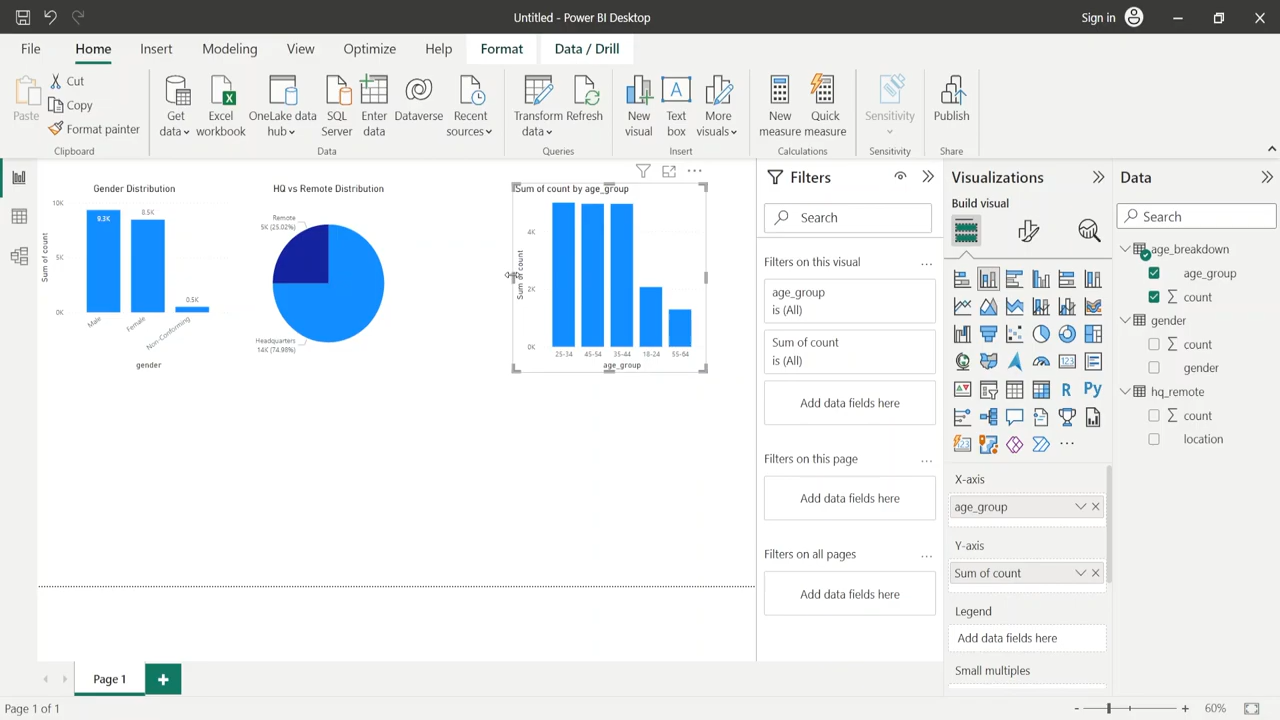 Untitled - Power BI Desktop
Sign in
File Home Insert Modeling View Optimize Help Format Data / Drill
Paste
Cut
Copy
Format painter
Get data
Excel workbook
OneLake data hub
SQL Server
Enter data
Dataverse
Recent sources
Transform data
Refresh
New visual
A
Text box
More visuals
New measure
Quick measure
Sensitivity
Publish
Clipboard Data Queries Insert Calculations Sensitivity Share
Gender Distribution
10K
5K
0K
Sum of count
9.3K
8.5K
0.5K
Male
Female
Non-Conforming
gender
HQ vs Remote Distribution
Remote
5K (25.02%)
Headquarters
14K (74.98%)
Sum of count by age_group
4K
2K
0K
Sum of count
25-34 45-54 35-44 18-24 55-64
age_group
Filters
Search
Filters on this visual
age_group
is (All)
Sum of count
is (All)
Add data fields here
Filters on this page
Add data fields here
Filters on all pages
Add data fields here
Visualizations
Build visual
123
R
Py
123
X-axis
age_group
Y-axis
Sum of count
Legend
Add data fields here
Small multiples
Data
Search
age_breakdown
age_group
∑ count
gender
∑ count
gender
hq_remote
∑ count
location
Page 1
Page 1 of 1
60%